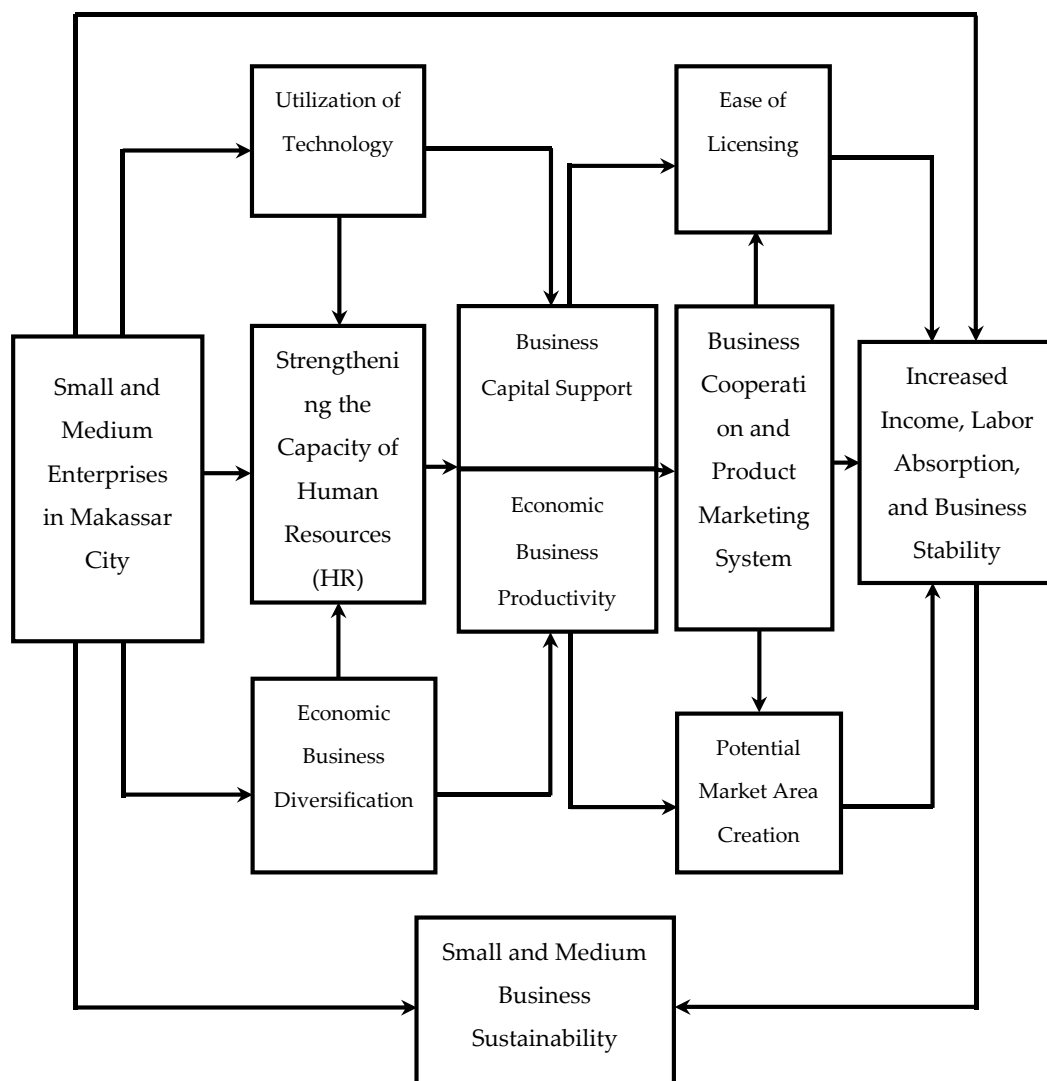 Utilization of
Technology
Ease of
Licensing
Small and
Medium
Enterprises
in Makassar
City
Strengtheni
ng the
Capacity of
Human
Resources
(HR)
Business
Capital Support
Economic
Business
Productivity
Business
Cooperati
on and
Product
Marketing
System
Increased
Income, Labor
Absorption,
and Business
Stability
Economic
Business
Diversification
Potential
Market Area
Creation
Small and Medium
Business
Sustainability